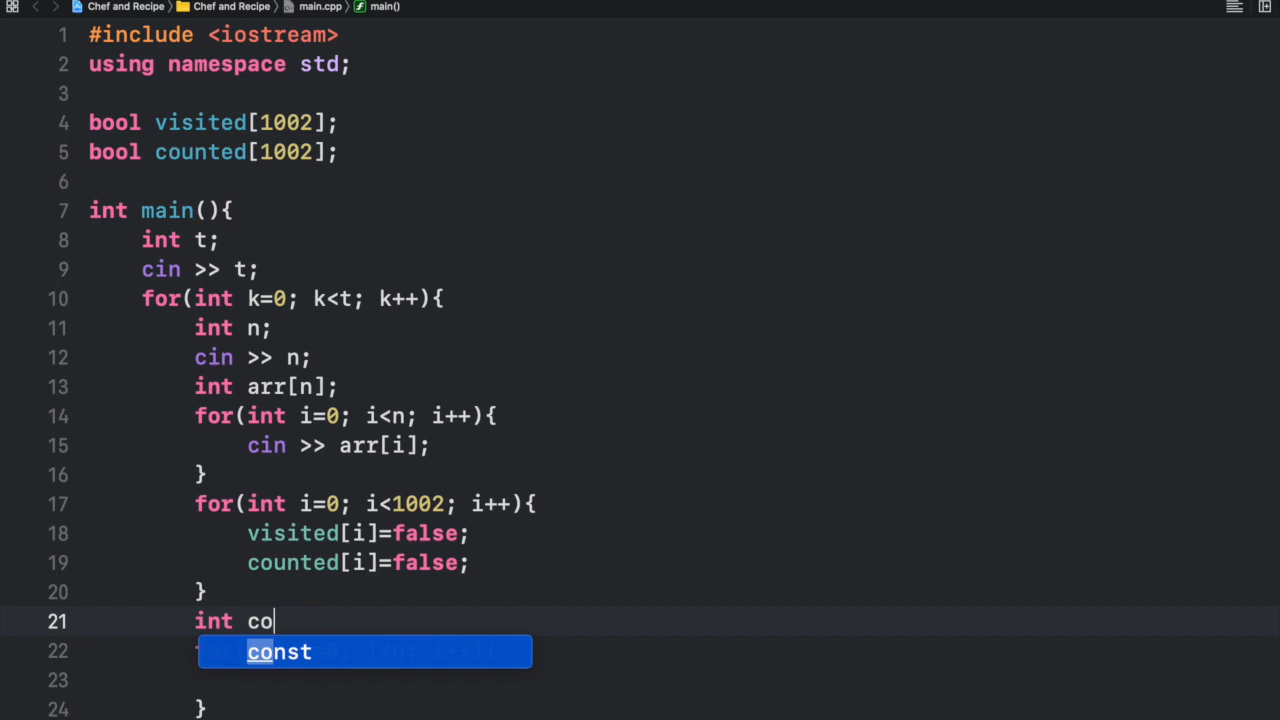 Chef and Recipe Chef and Recipe main.cpp main()
1 #include <iostream>
2 using namespace std;
3
4 bool visited[1002];
5 bool counted[1002];
6
7 int main(){
8 int t;
9 cin >> t;
10 for(int k=0; k<t; k++){
11 int n;
12 cin >> n;
13 int arr[n];
14 for(int i=0; i<n; i++){
15 cin >> arr[i];
16 }
17 for(int i=0; i<1002; i++){
18 visited[i]=false;
19 counted[i]=false;
20 }
21 int co
22 const
23
24 }